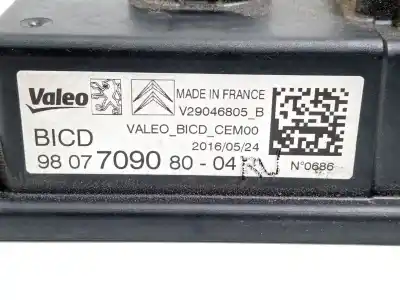 Valeo MADE IN FRANCE
V29046805_B
VALEO_BICD_CEM00
BICD 2016/05/24
98 07 7090 80 - 04 N°0686